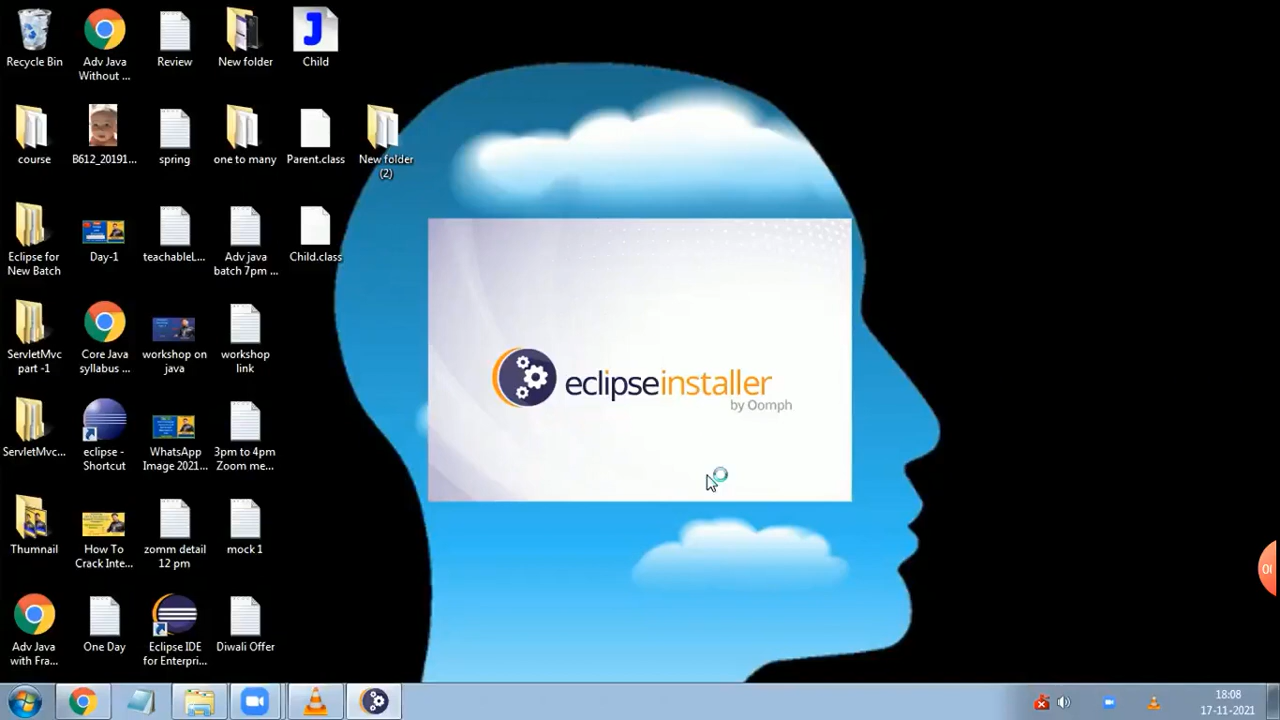 Recycle Bin
Adv Java
Without ...
Review
New folder
J
Child
course
B612_20191...
spring
one to many
Parent.class
New folder
(2)
Eclipse for
New Batch
Day-1
teachableL...
Adv java
batch 7pm ...
Child.class
ServletMvc
part -1
Core Java
syllabus ...
workshop on
java
workshop
link
eclipseinstaller
by Oomph
ServletMvc...
eclipse -
Shortcut
WhatsApp
Image 2021...
3pm to 4pm
Zoom me...
Thumnail
How To
Crack Inte...
zomm detail
12 pm
mock 1
Adv Java
with Fra...
One Day
Eclipse IDE
for Enterpri...
Diwali Offer
18:08
17-11-2021